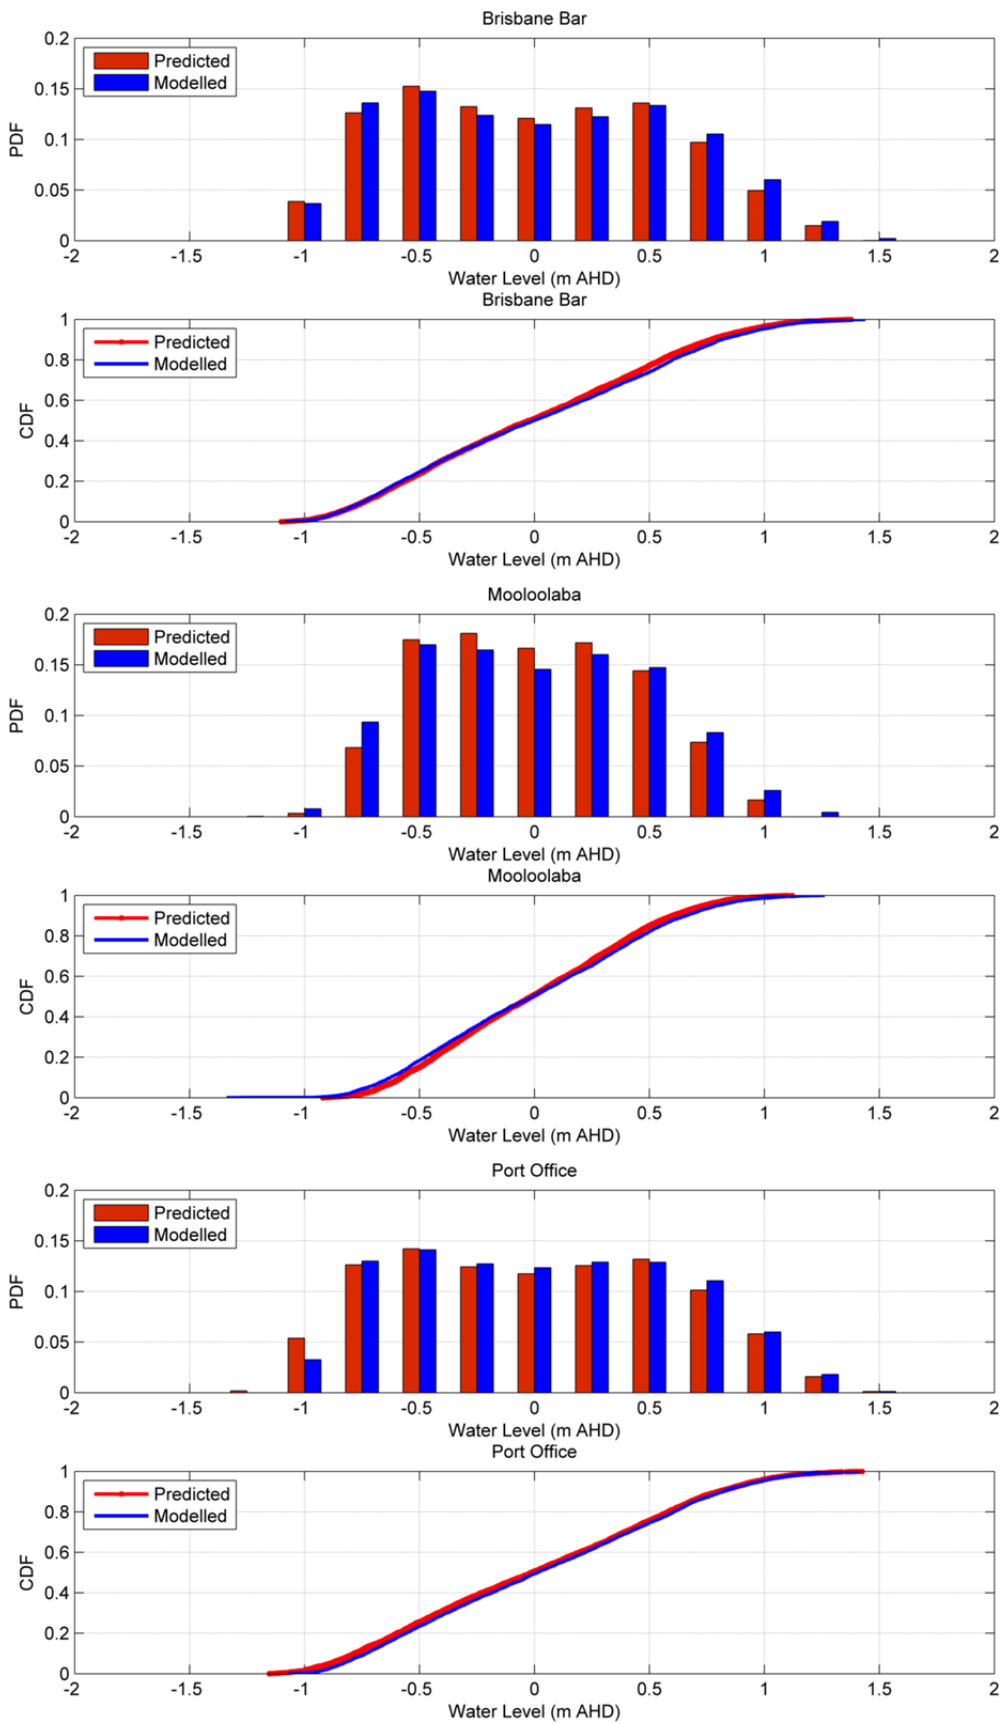 Brisbane Bar
0.2
0.15
0.1
0.05
0
PDF
Predicted
Modelled
-2 -1.5 -1 -0.5 0 0.5 1 1.5 2
Water Level (m AHD)
Brisbane Bar
1
0.8
0.6
0.4
0.2
0
CDF
Predicted
Modelled
-2 -1.5 -1 -0.5 0 0.5 1 1.5 2
Water Level (m AHD)
Mooloolaba
0.2
0.15
0.1
0.05
0
PDF
Predicted
Modelled
-2 -1.5 -1 -0.5 0 0.5 1 1.5 2
Water Level (m AHD)
Mooloolaba
1
0.8
0.6
0.4
0.2
0
CDF
Predicted
Modelled
-2 -1.5 -1 -0.5 0 0.5 1 1.5 2
Water Level (m AHD)
Port Office
0.2
0.15
0.1
0.05
0
PDF
Predicted
Modelled
-2 -1.5 -1 -0.5 0 0.5 1 1.5 2
Water Level (m AHD)
Port Office
1
0.8
0.6
0.4
0.2
0
CDF
Predicted
Modelled
-2 -1.5 -1 -0.5 0 0.5 1 1.5 2
Water Level (m AHD)